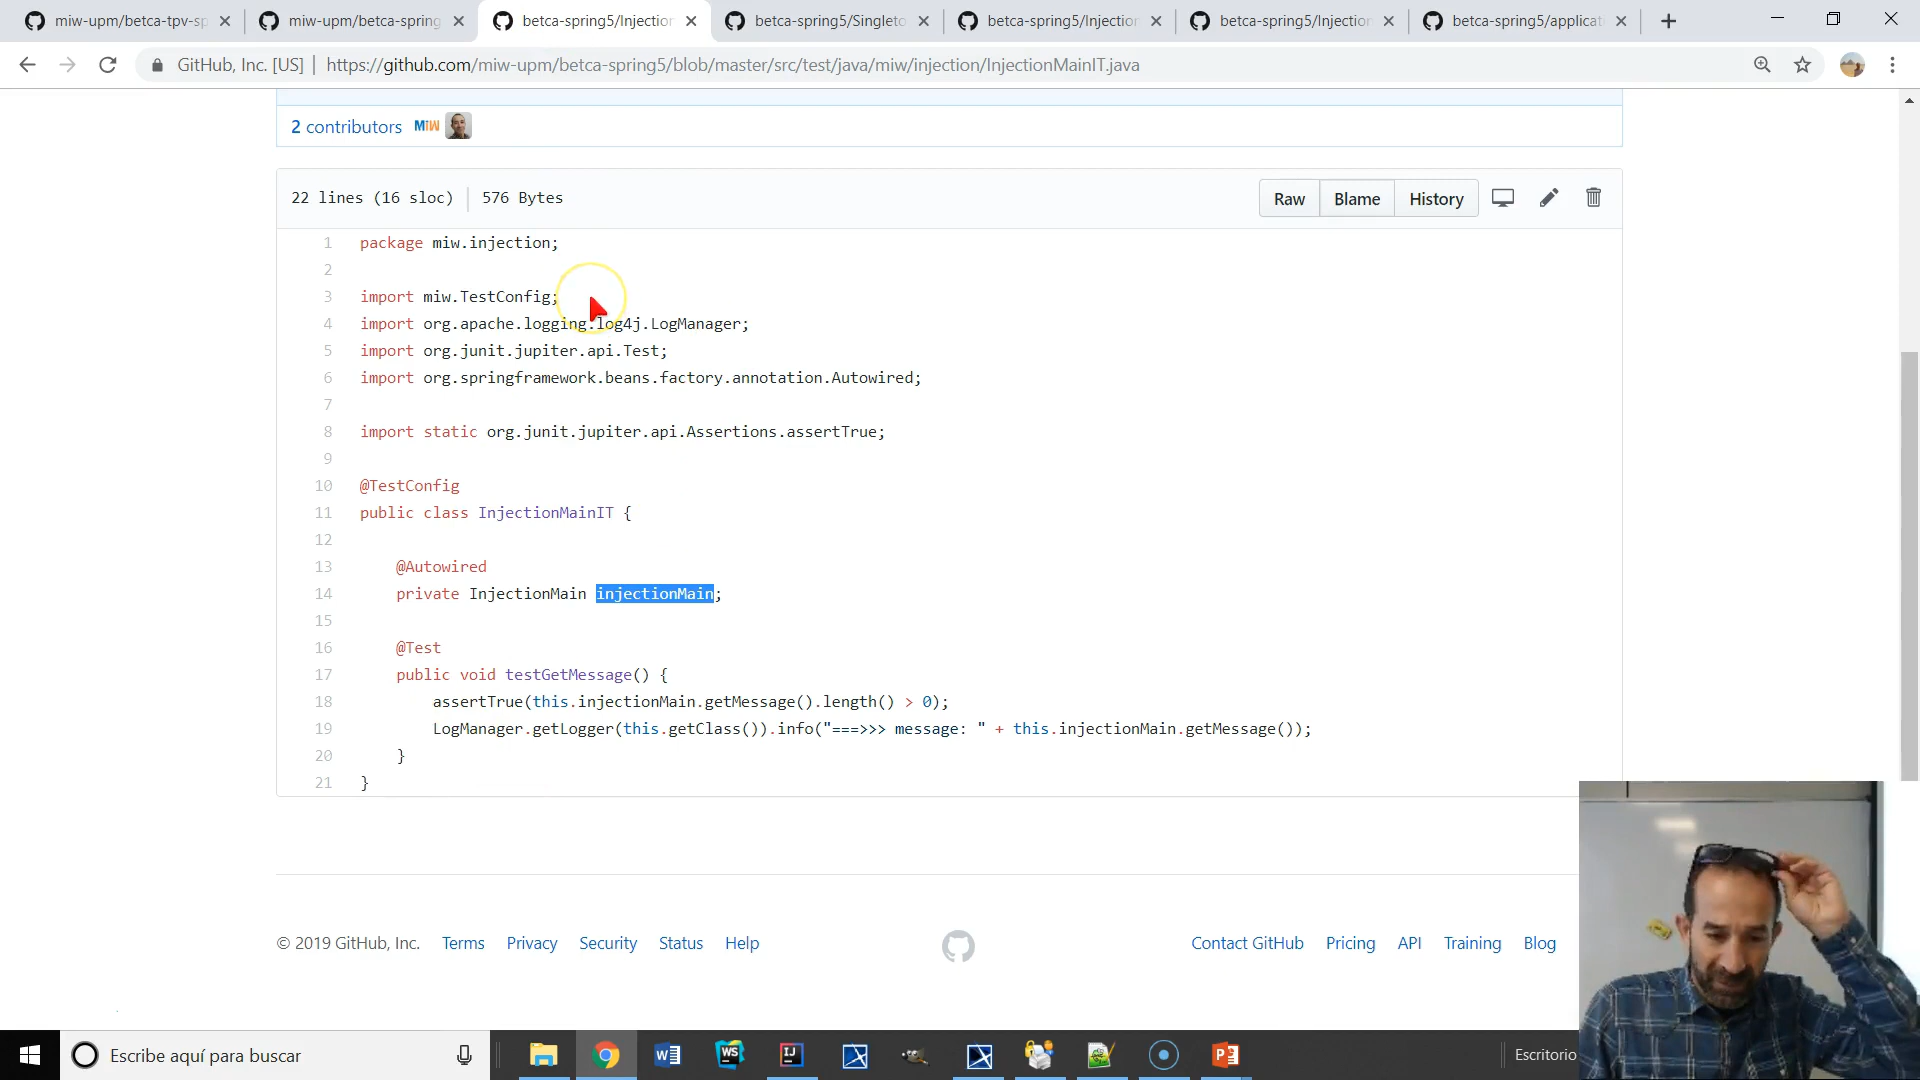 miw-upm/betca-tpv-sp
miw-upm/betca-spring
betca-spring5/Injection
betca-spring5/Singleto
betca-spring5/Injection
betca-spring5/Injection
betca-spring5/applicat
GitHub, Inc. [US] | https://github.com/miw-upm/betca-spring5/blob/master/src/test/java/miw/injection/InjectionMainIT.java
2 contributors MiW
22 lines (16 sloc) 576 Bytes Raw Blame History
1 package miw.injection;
2
3 import miw.TestConfig;
4 import org.apache.logging.log4j.LogManager;
5 import org.junit.jupiter.api.Test;
6 import org.springframework.beans.factory.annotation.Autowired;
7
8 import static org.junit.jupiter.api.Assertions.assertTrue;
9
10 @TestConfig
11 public class InjectionMainIT {
12
13 @Autowired
14 private InjectionMain injectionMain;
15
16 @Test
17 public void testGetMessage() {
18 assertTrue(this.injectionMain.getMessage().length() > 0);
19 LogManager.getLogger(this.getClass()).info("===>>> message: " + this.injectionMain.getMessage());
20 }
21 }
© 2019 GitHub, Inc. Terms Privacy Security Status Help Contact GitHub Pricing API Training Blog
Escribe aquí para buscar
WS
IJ
Escritorio